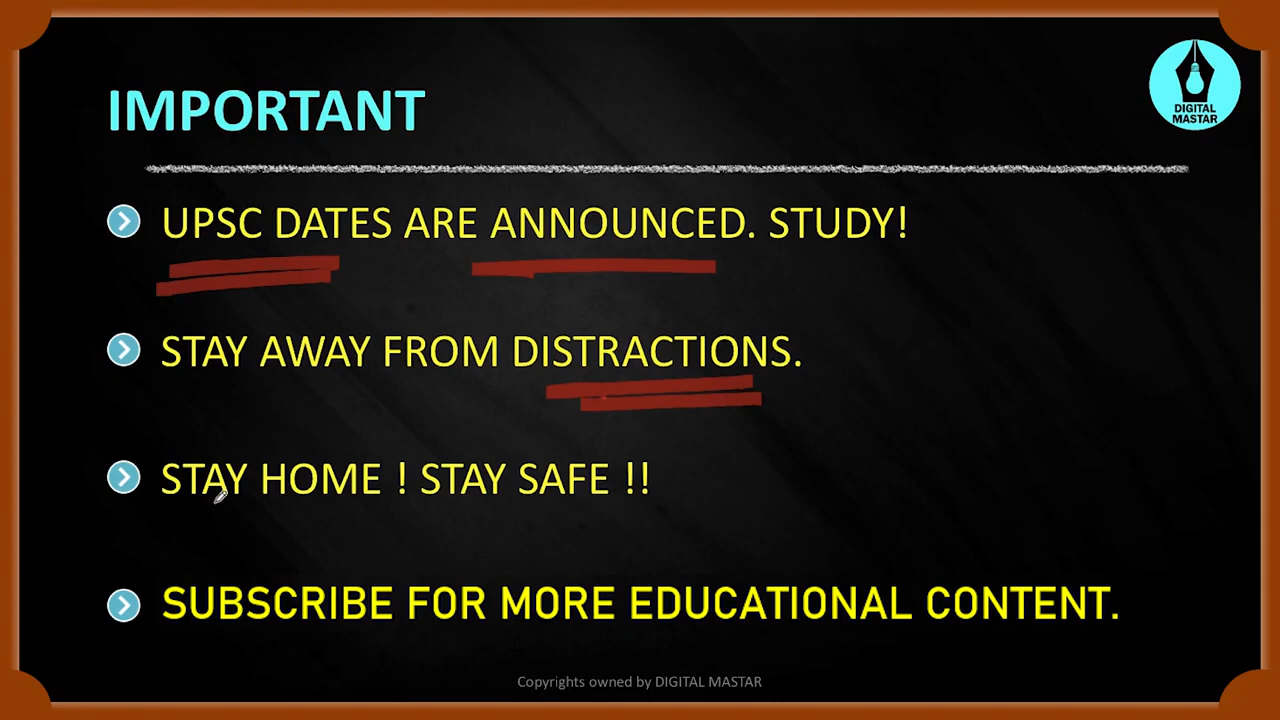 IMPORTANT
DIGITAL
MASTAR
UPSC DATES ARE ANNOUNCED. STUDY!
STAY AWAY FROM DISTRACTIONS.
STAY HOME ! STAY SAFE !!
SUBSCRIBE FOR MORE EDUCATIONAL CONTENT.
Copyrights owned by DIGITAL MASTAR